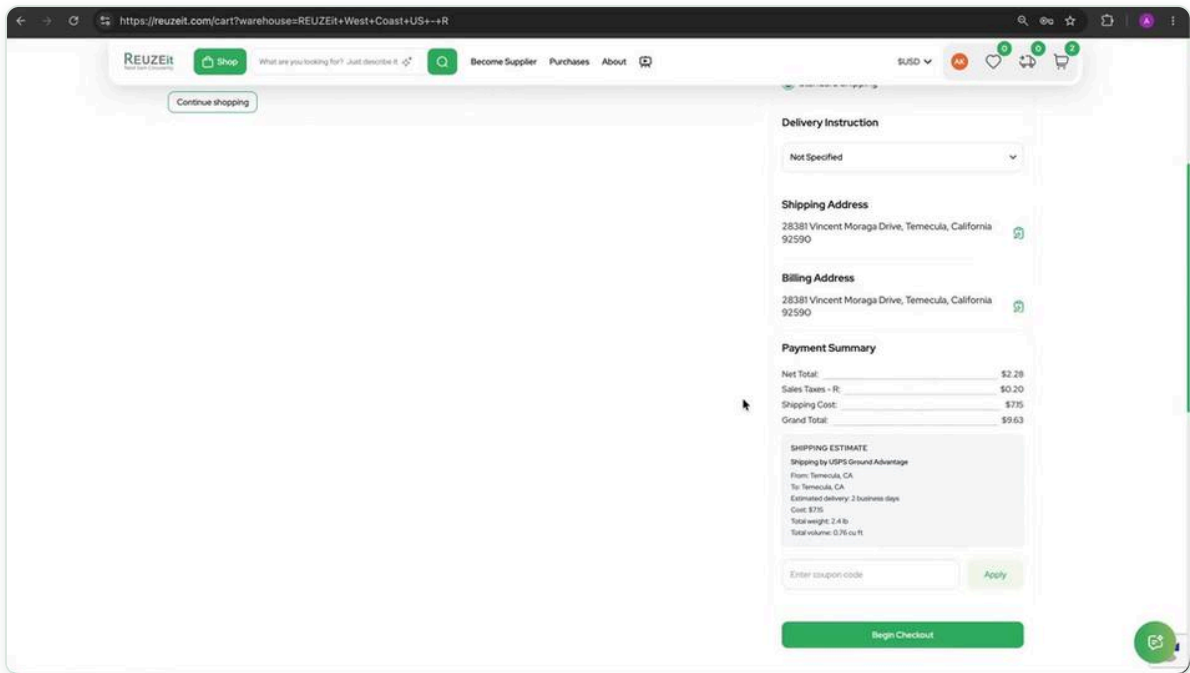 https://reuzeit.com/cart?warehouse=REUZEit+West+Coast+US+-+R
REUZEit
Shop
What are you looking for? Just describe it
Become Supplier
Purchases
About
$USD
AK
0
0
2
A
Continue shopping
Standard Shipping
Delivery Instruction
Not Specified
Shipping Address
28381 Vincent Moraga Drive, Temecula, California
92590
Billing Address
28381 Vincent Moraga Drive, Temecula, California
92590
Payment Summary
Net Total: $2.28
Sales Taxes - R: $0.20
Shipping Cost: $7.15
Grand Total: $9.63
SHIPPING ESTIMATE
Shipping by USPS Ground Advantage
From: Temecula, CA
To: Temecula, CA
Estimated delivery: 2 business days
Cost: $7.15
Total weight: 2.4 lb
Total volume: 0.76 cu ft
Enter coupon code
Apply
Begin Checkout